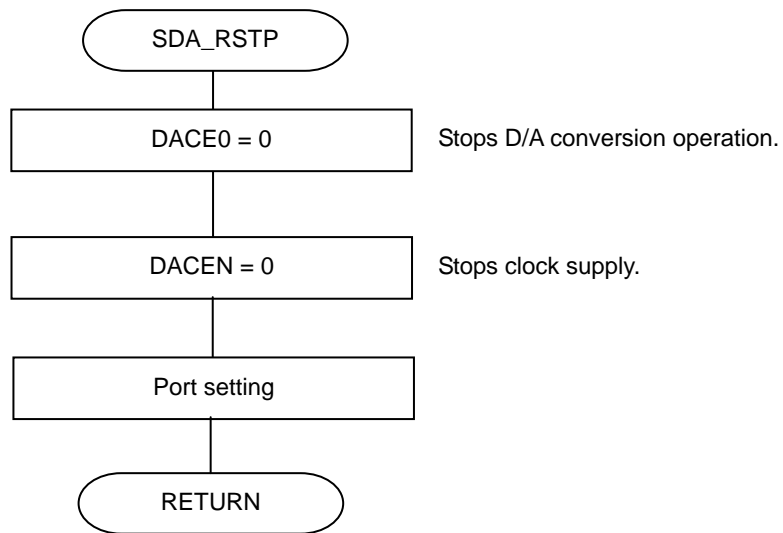 SDA_RSTP
DACE0 = 0
Stops D/A conversion operation.
DACEN = 0
Stops clock supply.
Port setting
RETURN